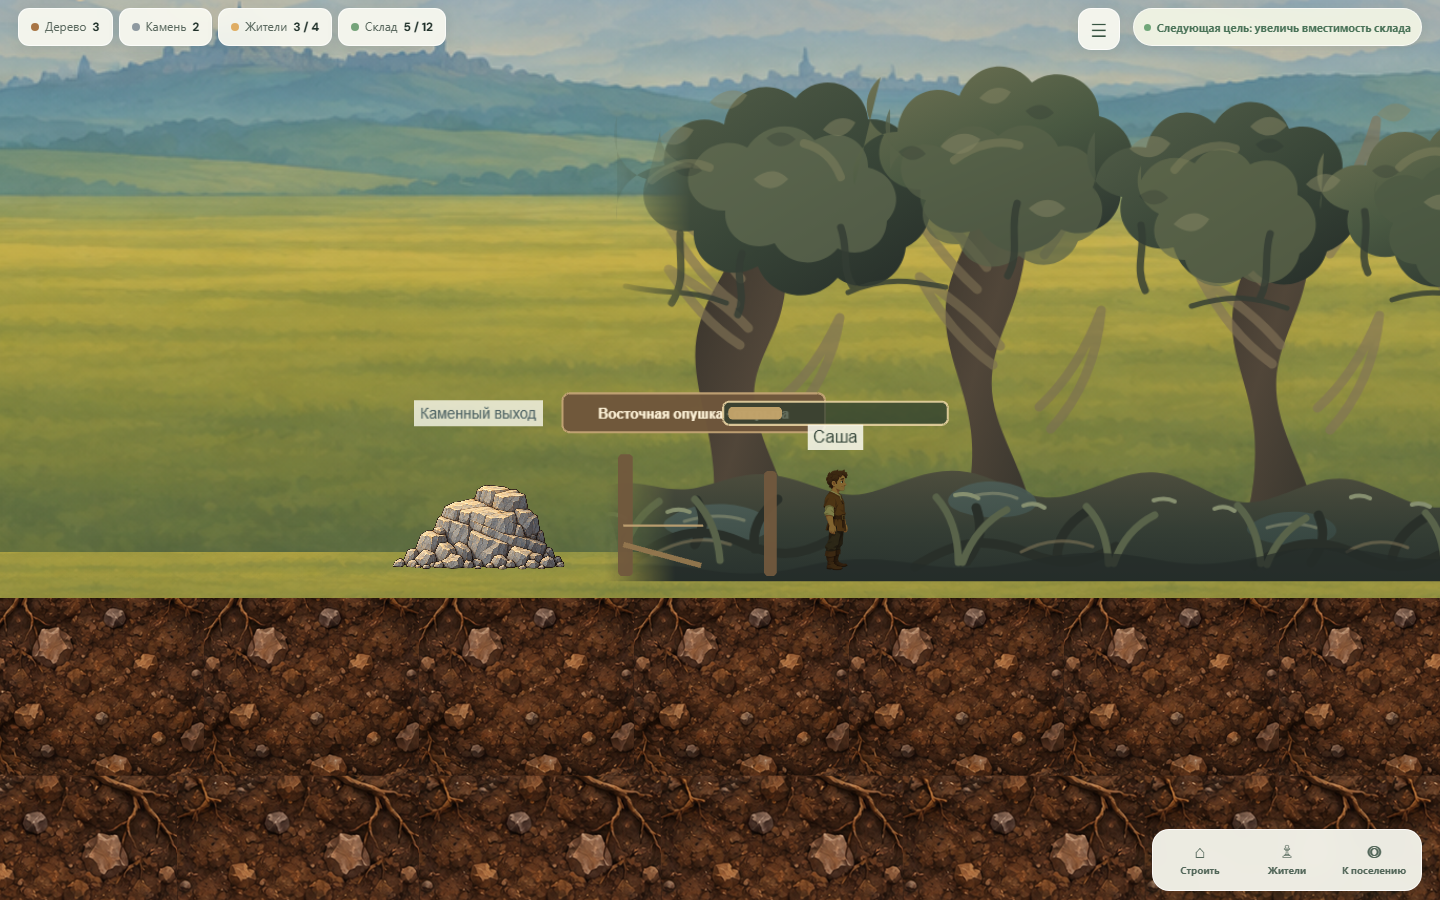 Дерево 3
Камень 2
Жители 3 / 4
Склад 5 / 12
Следующая цель: увеличь вместимость склада
Каменный выход
Восточная опушка
Саша
Строить
Жители
К поселению